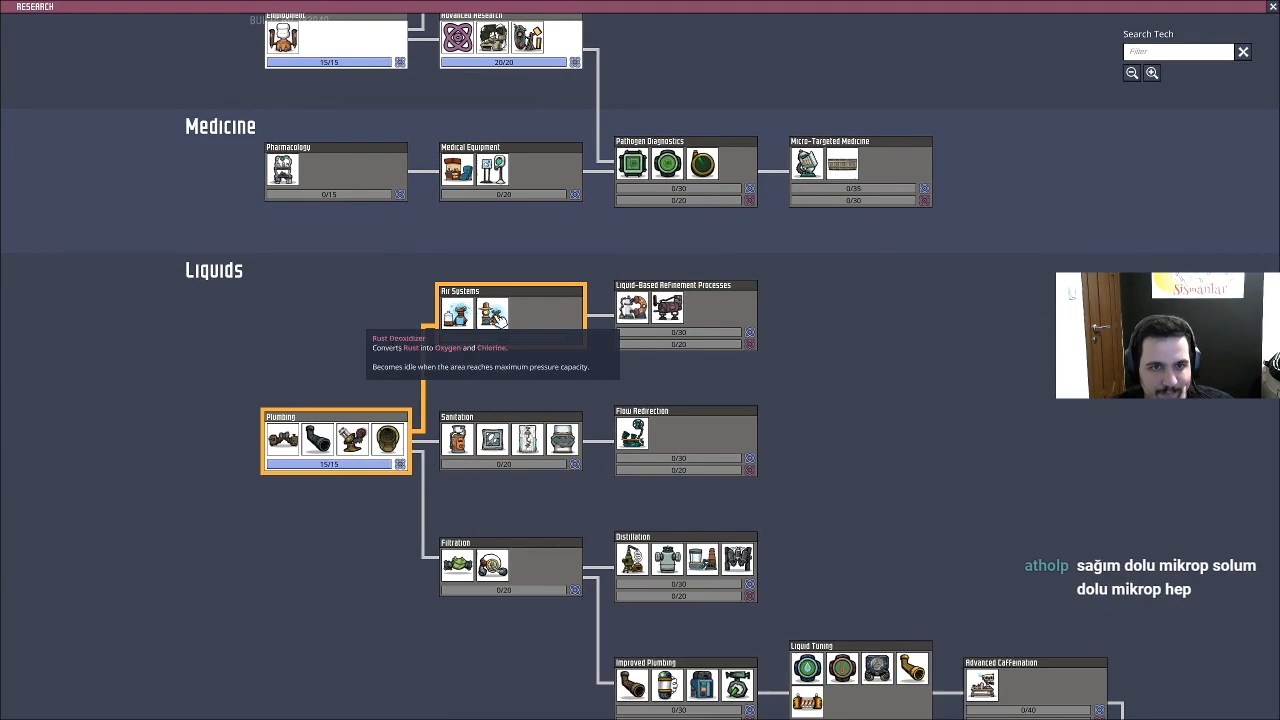 RESEARCH
Employment
Advanced Research
15/15
20/20
Search Tech
Filter
Medicine
Pharmacology
0/15
Medical Equipment
0/20
Pathogen Diagnostics
0/30
0/20
Micro-Targeted Medicine
0/35
0/30
Liquids
Air Systems
Liquid-Based Refinement Processes
0/30
0/20
Rust Deoxidizer
Converts Rust into Oxygen and Chlorine.
Becomes idle when the area reaches maximum pressure capacity.
Sismanlar
Plumbing
15/15
Sanitation
0/20
Flow Redirection
0/30
0/20
Filtration
0/20
Distillation
0/30
0/20
atholp sağım dolu mikrop solum
dolu mikrop hep
Improved Plumbing
0/30
Liquid Tuning
Advanced Caffeination
0/40